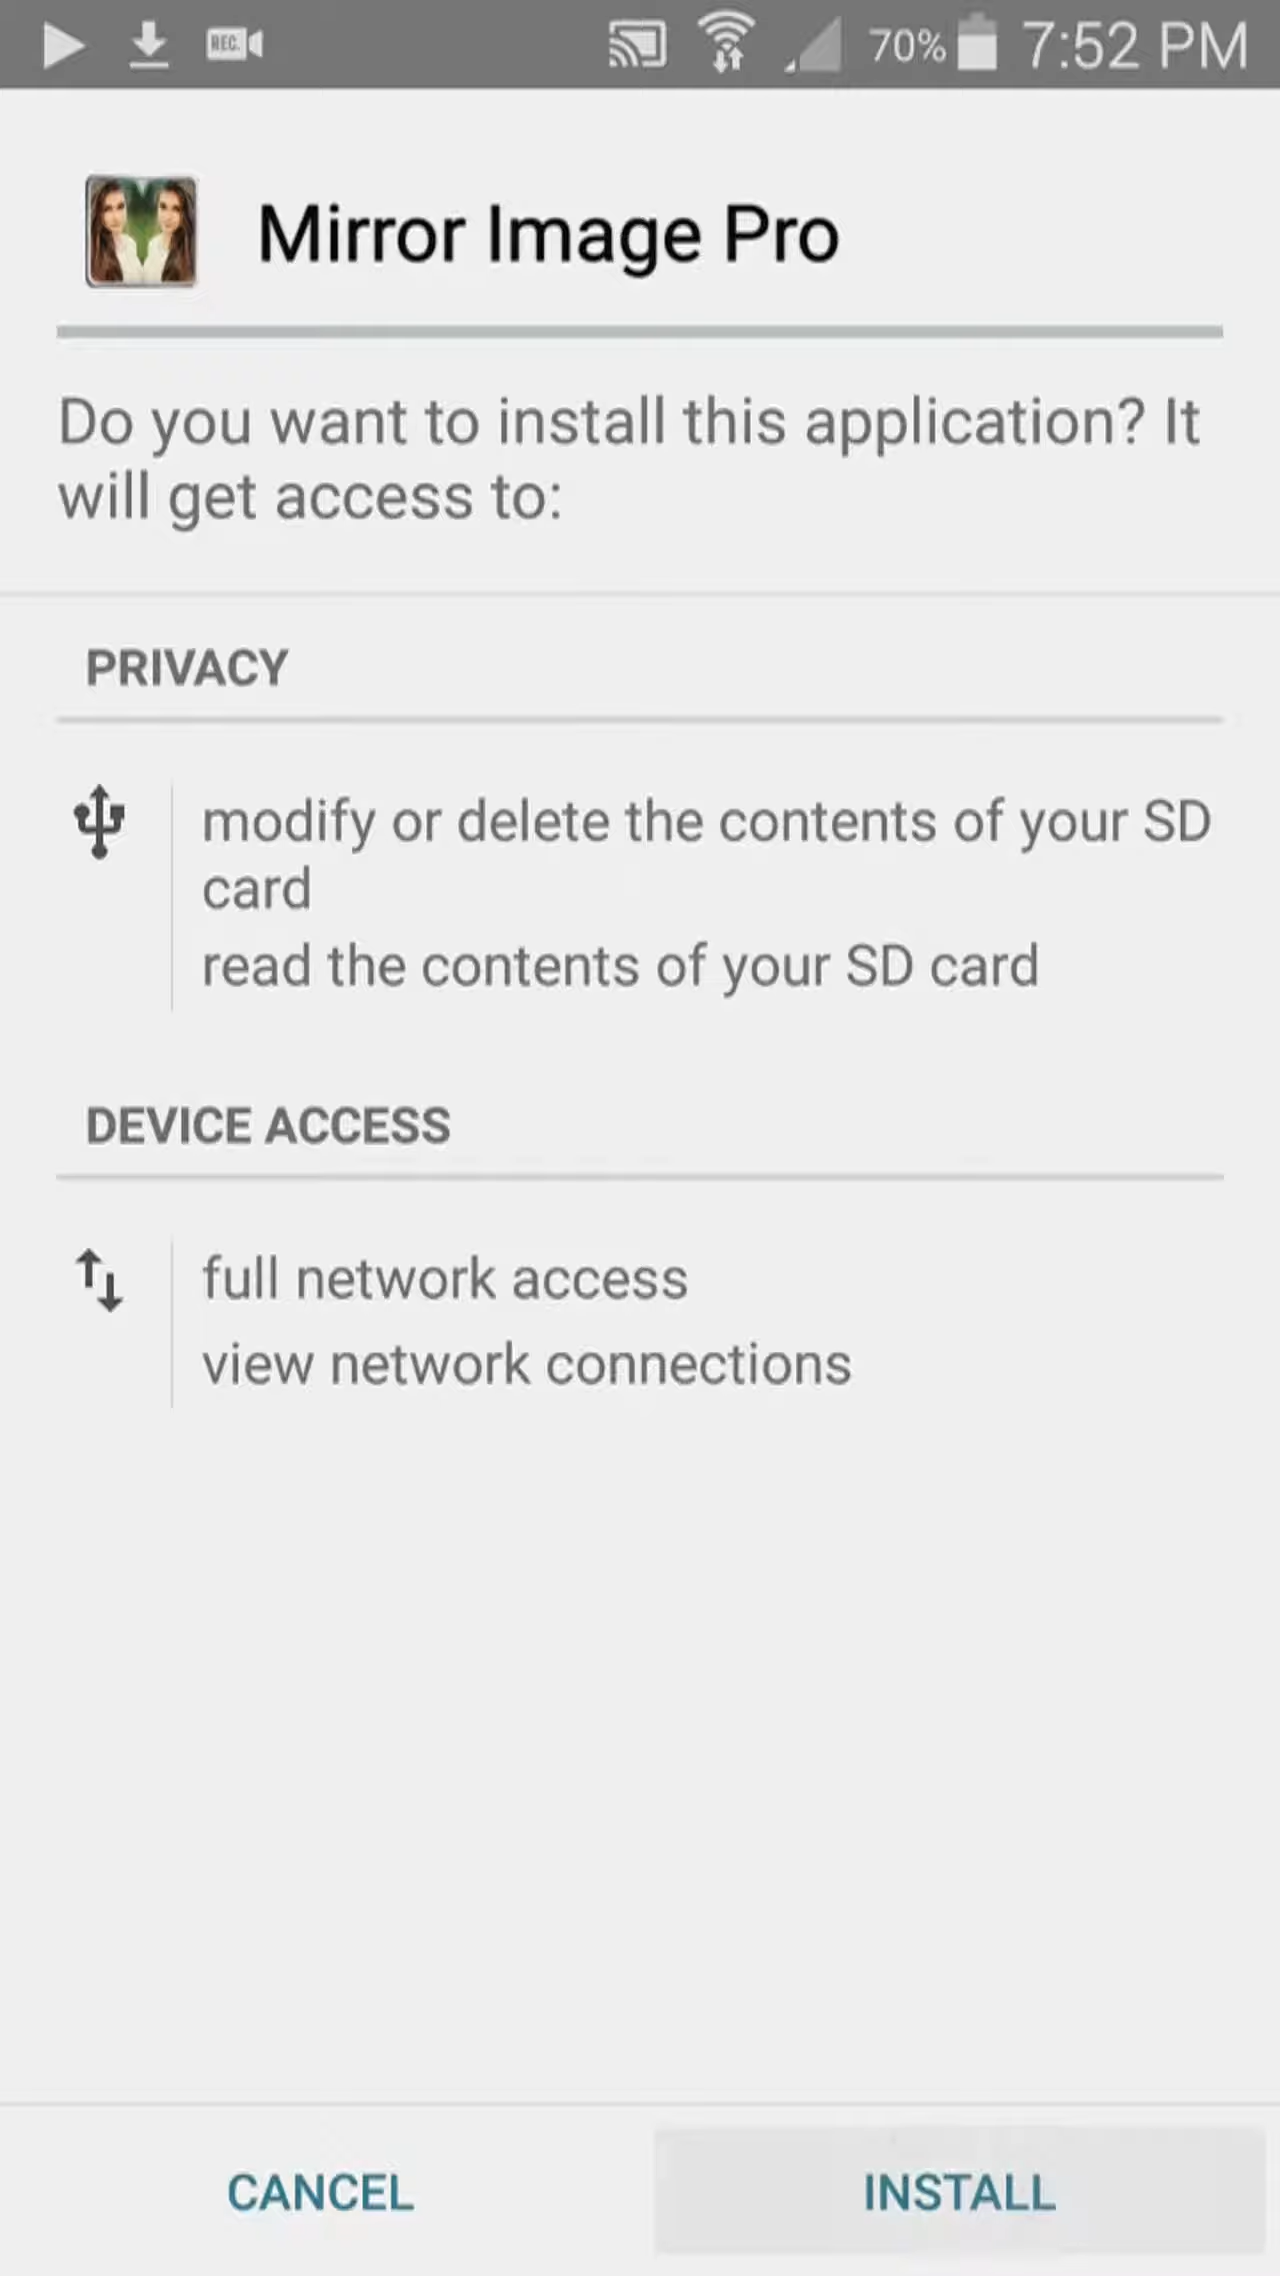 REC.
70%
7:52 PM
Mirror Image Pro
Do you want to install this application? It
will get access to:
PRIVACY
modify or delete the contents of your SD
card
read the contents of your SD card
DEVICE ACCESS
full network access
view network connections
CANCEL
INSTALL